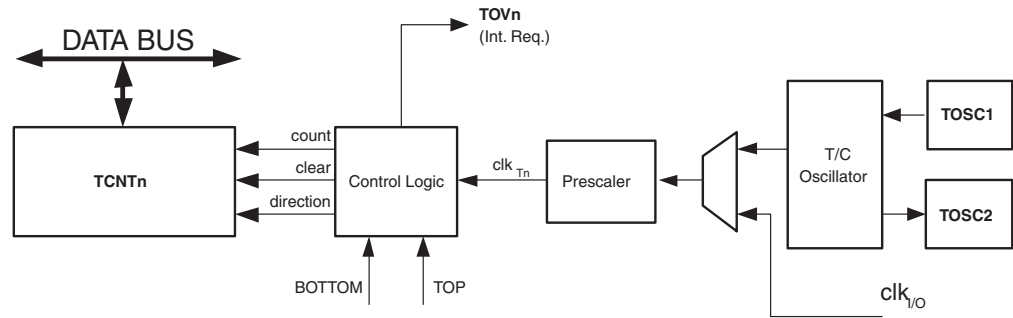 TOVn
(Int. Req.)
DATA BUS
TCNTn
count
clear
direction
Control Logic
clk Tn
Prescaler
T/C
Oscillator
TOSC1
TOSC2
BOTTOM
TOP
clk I/O